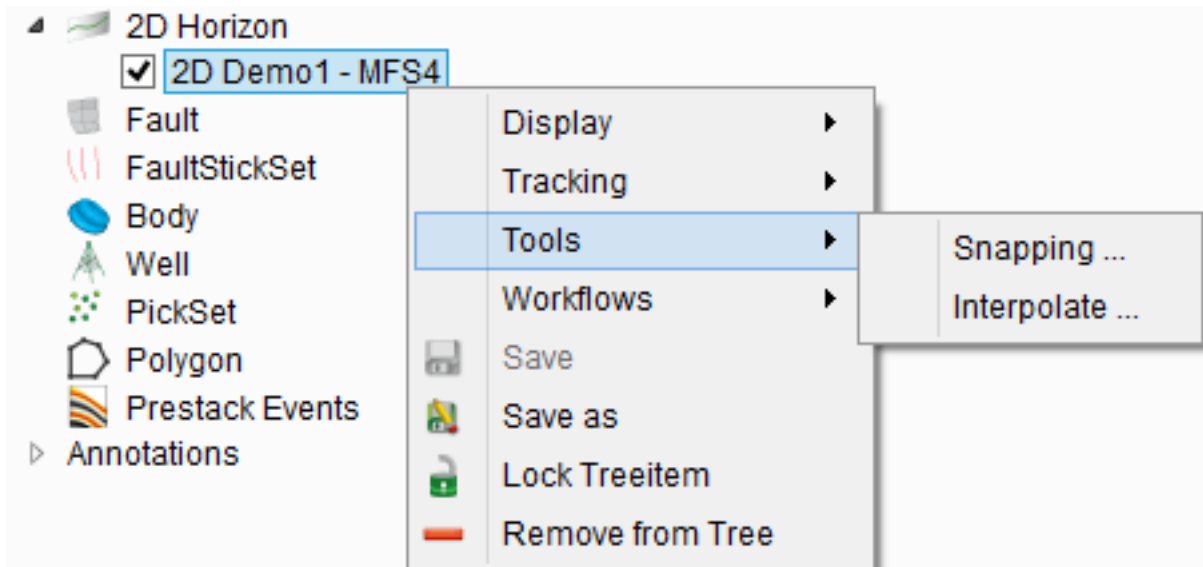 2D Horizon
2D Demo1 - MFS4
Fault
FaultStickSet
Body
Well
PickSet
Polygon
Prestack Events
Annotations
Display
Tracking
Tools
Workflows
Save
Save as
Lock Treeitem
Remove from Tree
Snapping ...
Interpolate ...